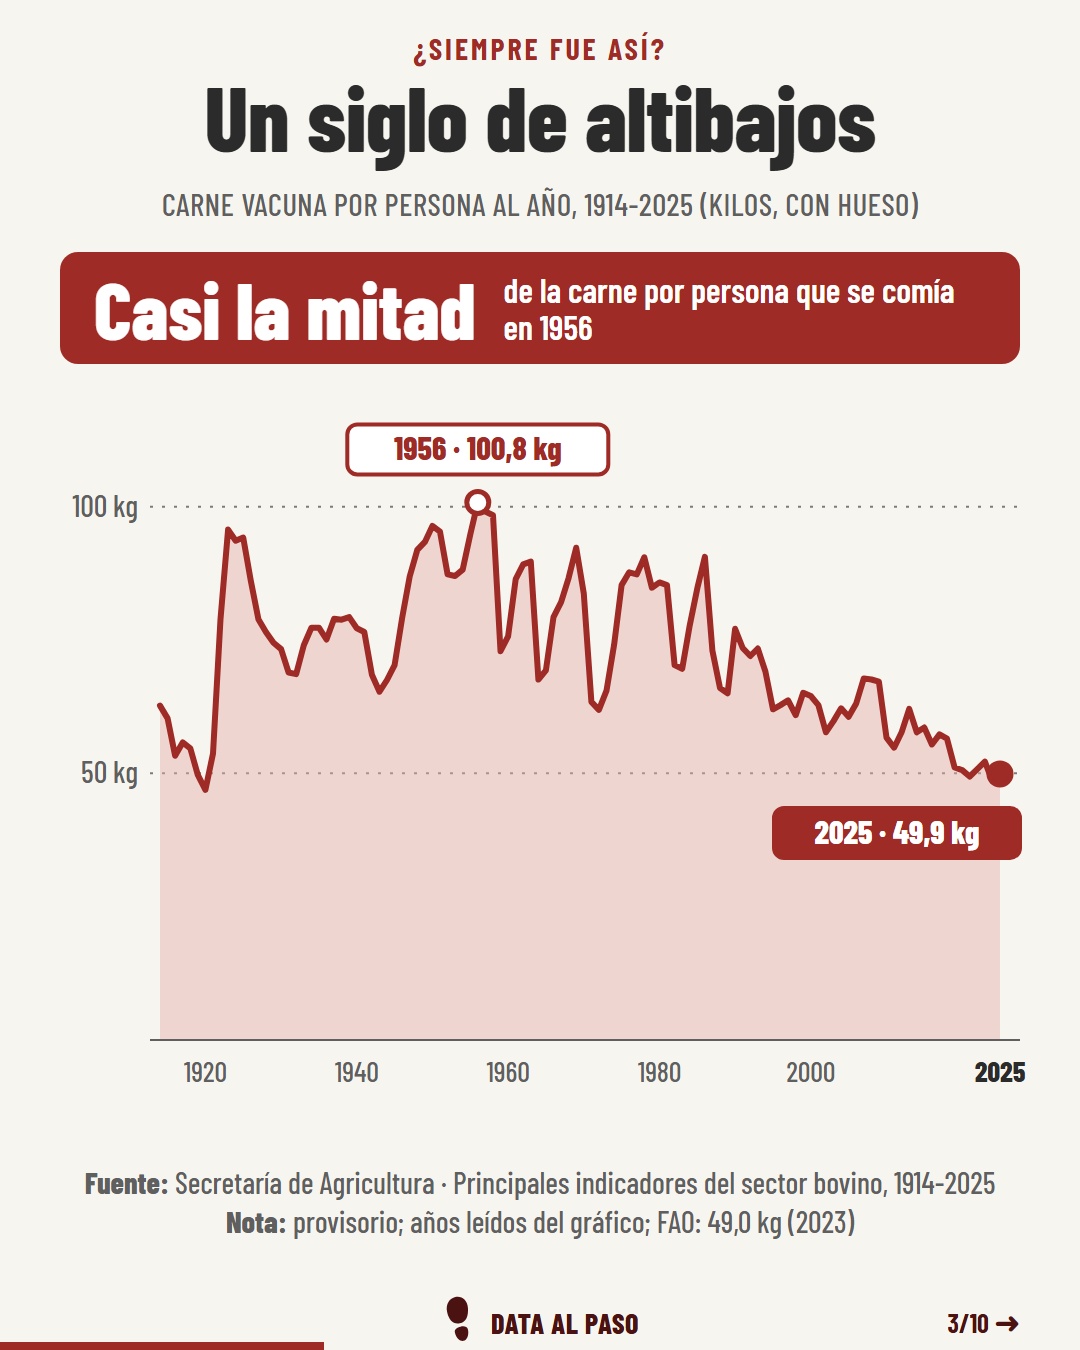 ¿SIEMPRE FUE ASÍ?
Un siglo de altibajos
CARNE VACUNA POR PERSONA AL AÑO, 1914-2025 (KILOS, CON HUESO)
Casi la mitad
de la carne por persona que se comía
en 1956
1956 · 100,8 kg
100 kg
50 kg
2025 · 49,9 kg
1920 1940 1960 1980 2000 2025
Fuente: Secretaría de Agricultura · Principales indicadores del sector bovino, 1914-2025
Nota: provisorio; años leídos del gráfico; FAO: 49,0 kg (2023)
DATA AL PASO
3/10 →